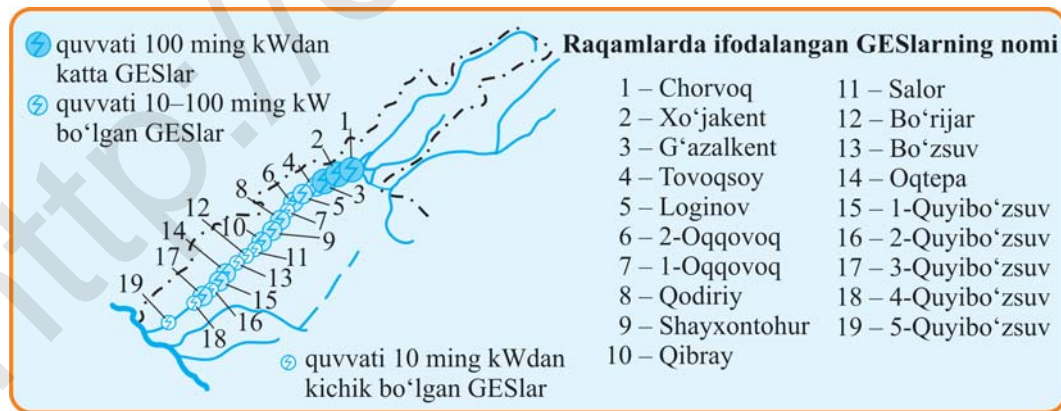 quvvati 100 ming kWdan
katta GESlar
quvvati 10–100 ming kW
bo‘lgan GESlar
1
2
3
4
5
6
7
8
9
10
11
12
13
14
15
16
17
18
19
quvvati 10 ming kWdan
kichik bo‘lgan GESlar
Raqamlarda ifodalangan GESlarning nomi
1 – Chorvoq
2 – Xo‘jakent
3 – G‘azalkent
4 – Tovoqsoy
5 – Loginov
6 – 2-Oqqovoq
7 – 1-Oqqovoq
8 – Qodiriy
9 – Shayxontohur
10 – Qibray
11 – Salor
12 – Bo‘rijar
13 – Bo‘zsuv
14 – Oqtepa
15 – 1-Quyibo‘zsuv
16 – 2-Quyibo‘zsuv
17 – 3-Quyibo‘zsuv
18 – 4-Quyibo‘zsuv
19 – 5-Quyibo‘zsuv
http:/